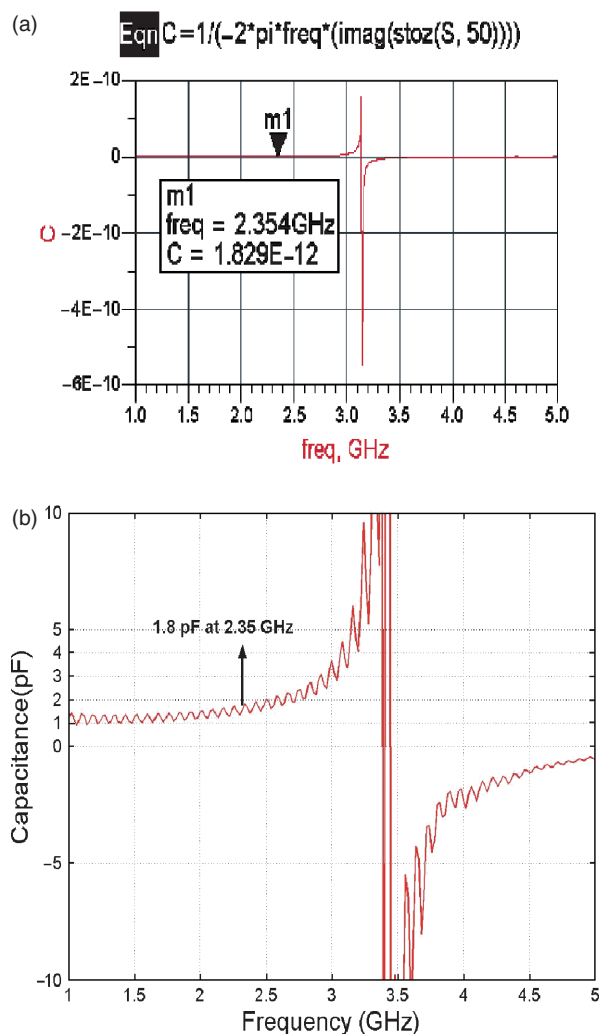 (a)
Eqn C=1/(-2*pi*freq*(imag(stoz(S, 50))))
2E-10
0
-2E-10
-4E-10
-6E-10
C
m1
m1
freq = 2.354GHz
C = 1.829E-12
1.0 1.5 2.0 2.5 3.0 3.5 4.0 4.5 5.0
freq, GHz
(b)
10
5
4
3
2
1
0
-5
-10
Capacitance(pF)
1.8 pF at 2.35 GHz
1 1.5 2 2.5 3 3.5 4 4.5 5
Frequency (GHz)